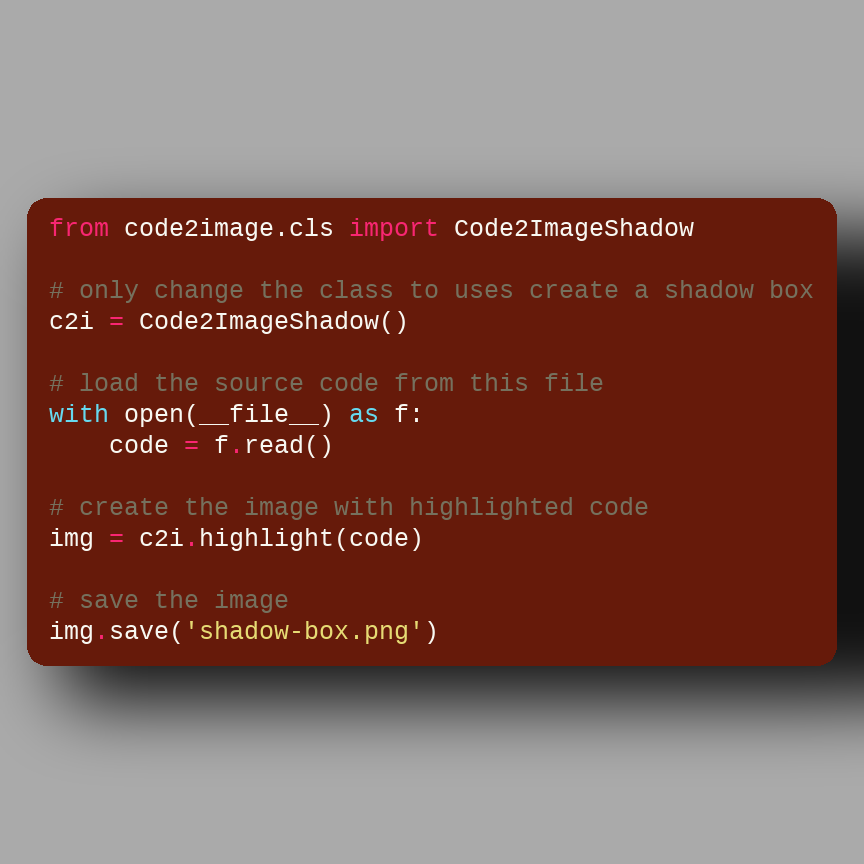 from code2image.cls import Code2ImageShadow
# only change the class to uses create a shadow box
c2i = Code2ImageShadow()
# load the source code from this file
with open(__file__) as f:
    code = f.read()
# create the image with highlighted code
img = c2i.highlight(code)
# save the image
img.save('shadow-box.png')